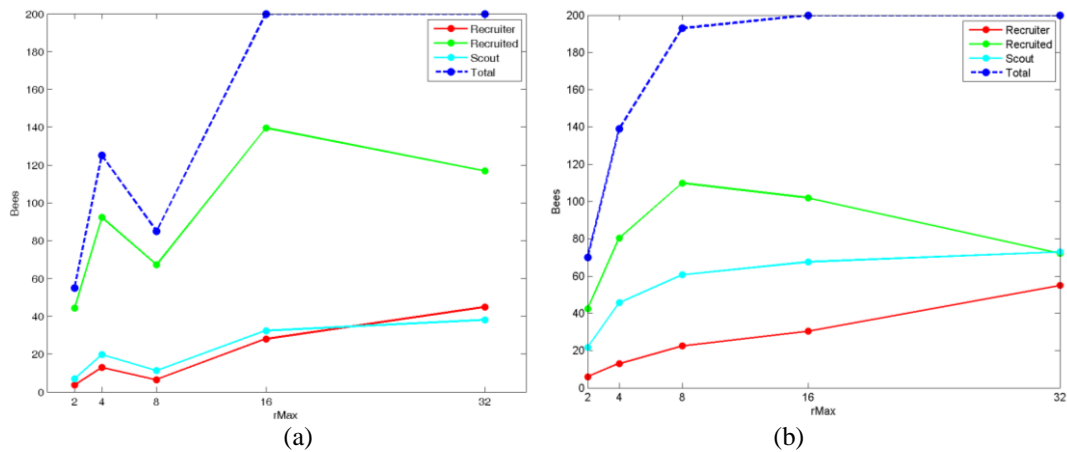 200
180
160
140
120
100
80
60
40
20
0
Bees
2 4 8 16 32
rMax
Recruiter
Recruited
Scout
Total
(a)
200
180
160
140
120
100
80
60
40
20
0
Bees
2 4 8 16 32
rMax
Recruiter
Recruited
Scout
Total
(b)